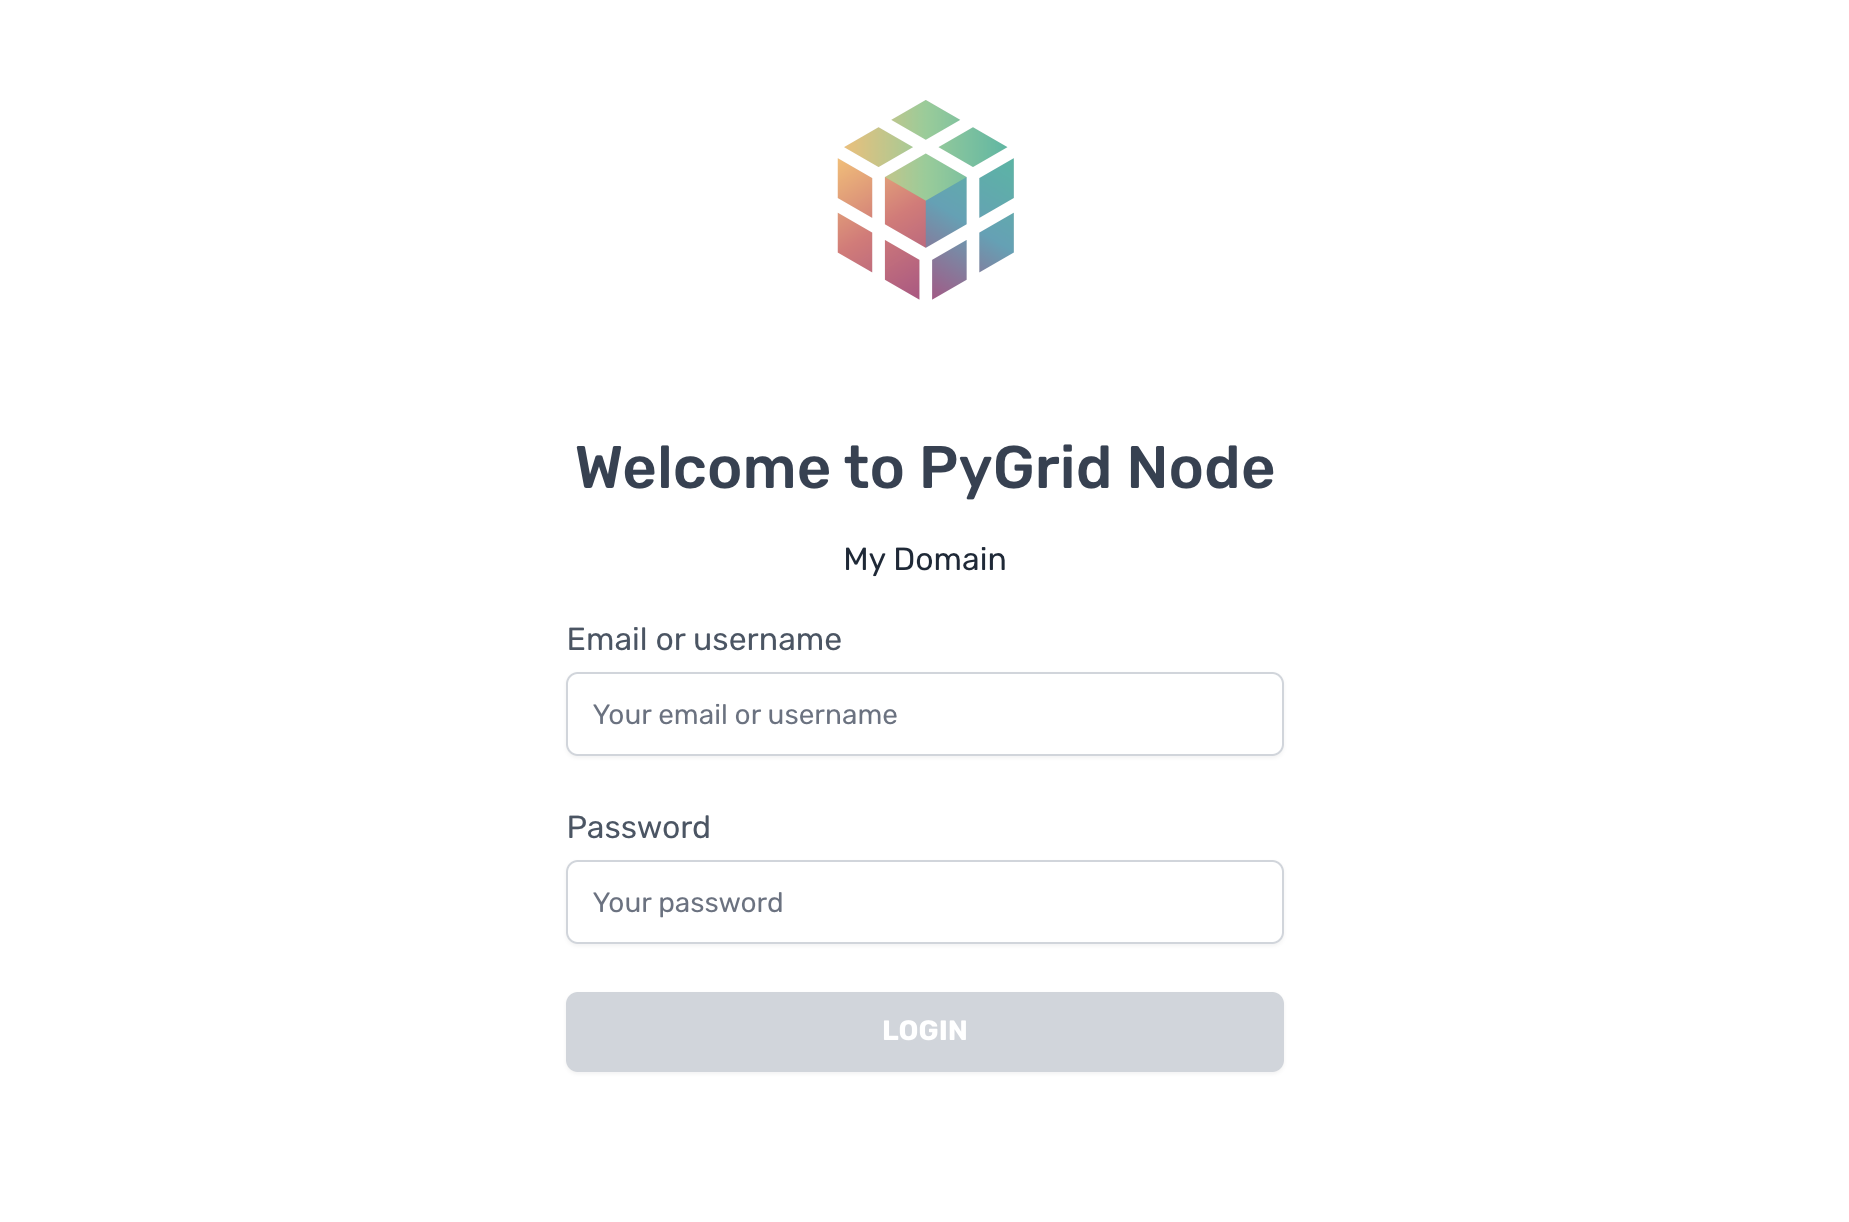 Welcome to PyGrid Node
My Domain
Email or username
Your email or username
Password
Your password
LOGIN